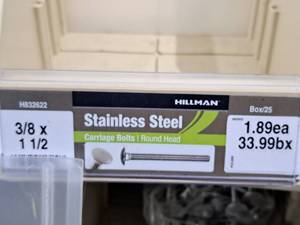 HILLMAN
H832622
Box/25
Stainless Steel
Carriage Bolts | Round Head
3/8 x
1 1/2
1.89ea
33.99bx